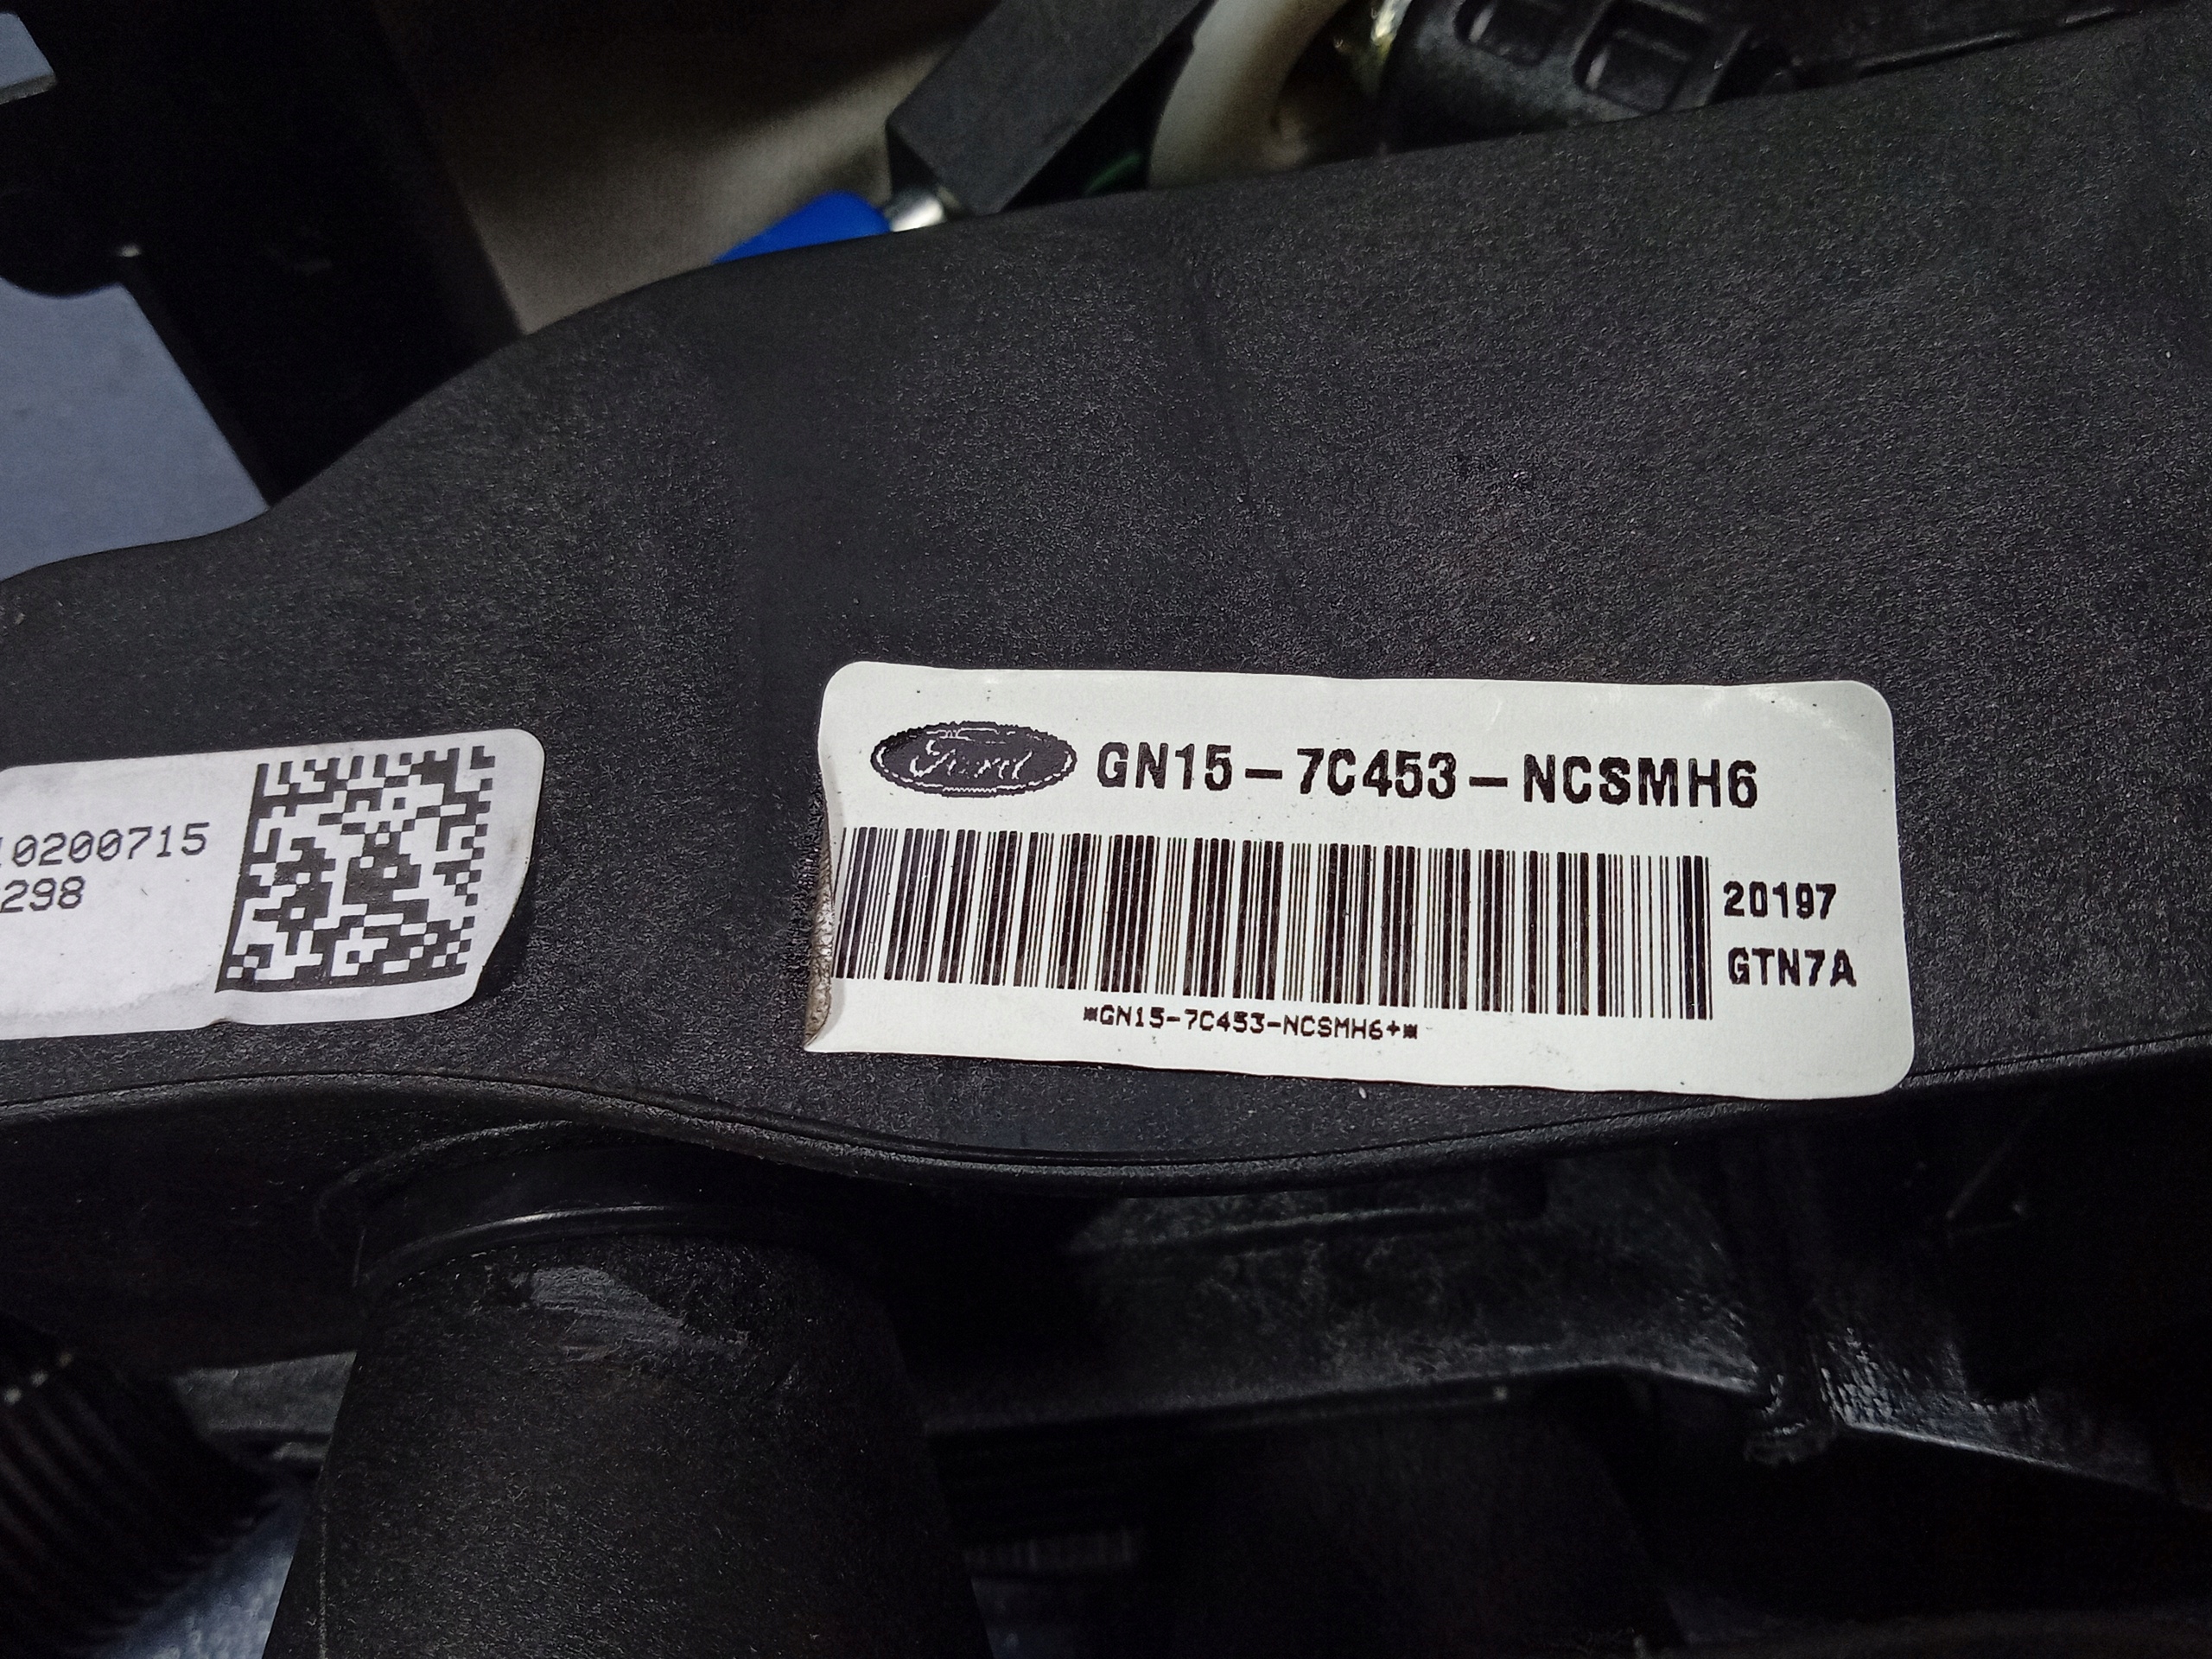 10200715
298
Ford GN15-7C453-NCSMH6
20197
GTN7A
*GN15-7C453-NCSMH6+*